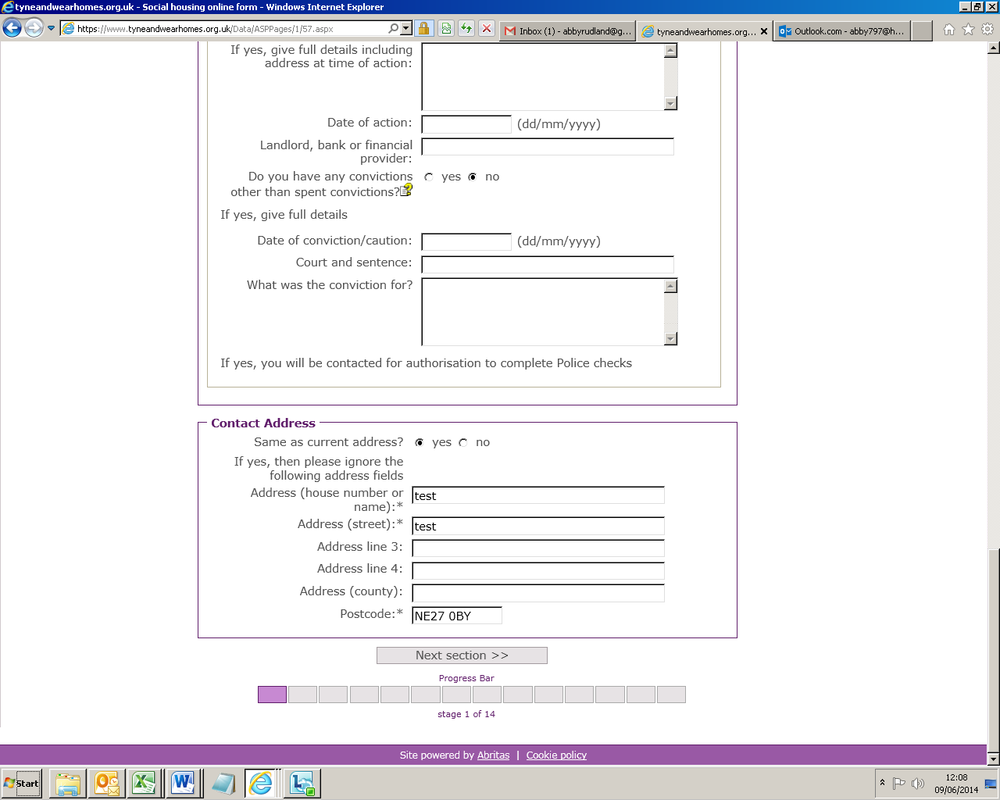 tyneandwearhomes.org.uk - Social housing online form - Windows Internet Explorer
https://www.tyneandwearhomes.org.uk/Data/ASPPages/1/57.aspx
Inbox (1) - abbyrudland@g...
tyneandwearhomes.org...
Outlook.com - abby797@h...
If yes, give full details including
address at time of action:
Date of action:
(dd/mm/yyyy)
Landlord, bank or financial
provider:
Do you have any convictions
other than spent convictions?
yes no
If yes, give full details
Date of conviction/caution:
(dd/mm/yyyy)
Court and sentence:
What was the conviction for?
If yes, you will be contacted for authorisation to complete Police checks
Contact Address
Same as current address? yes no
If yes, then please ignore the
following address fields
Address (house number or
name):*
test
Address (street):* test
Address line 3:
Address line 4:
Address (county):
Postcode:* NE27 0BY
Next section >>
Progress Bar
stage 1 of 14
Site powered by Abritas | Cookie policy
Start
12:08
09/06/2014